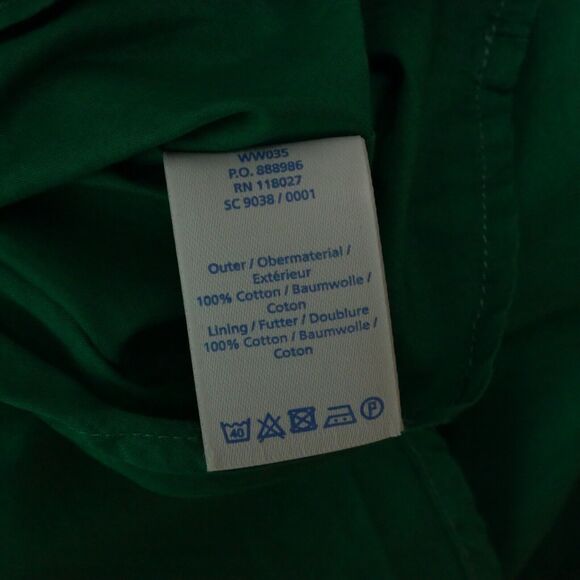 WW035
P.O. 888986
RN 118027
SC 9038 / 0001
Outer / Obermaterial /
Extérieur
100% Cotton / Baumwolle /
Coton
Lining / Futter / Doublure
100% Cotton / Baumwolle /
Coton
40
P